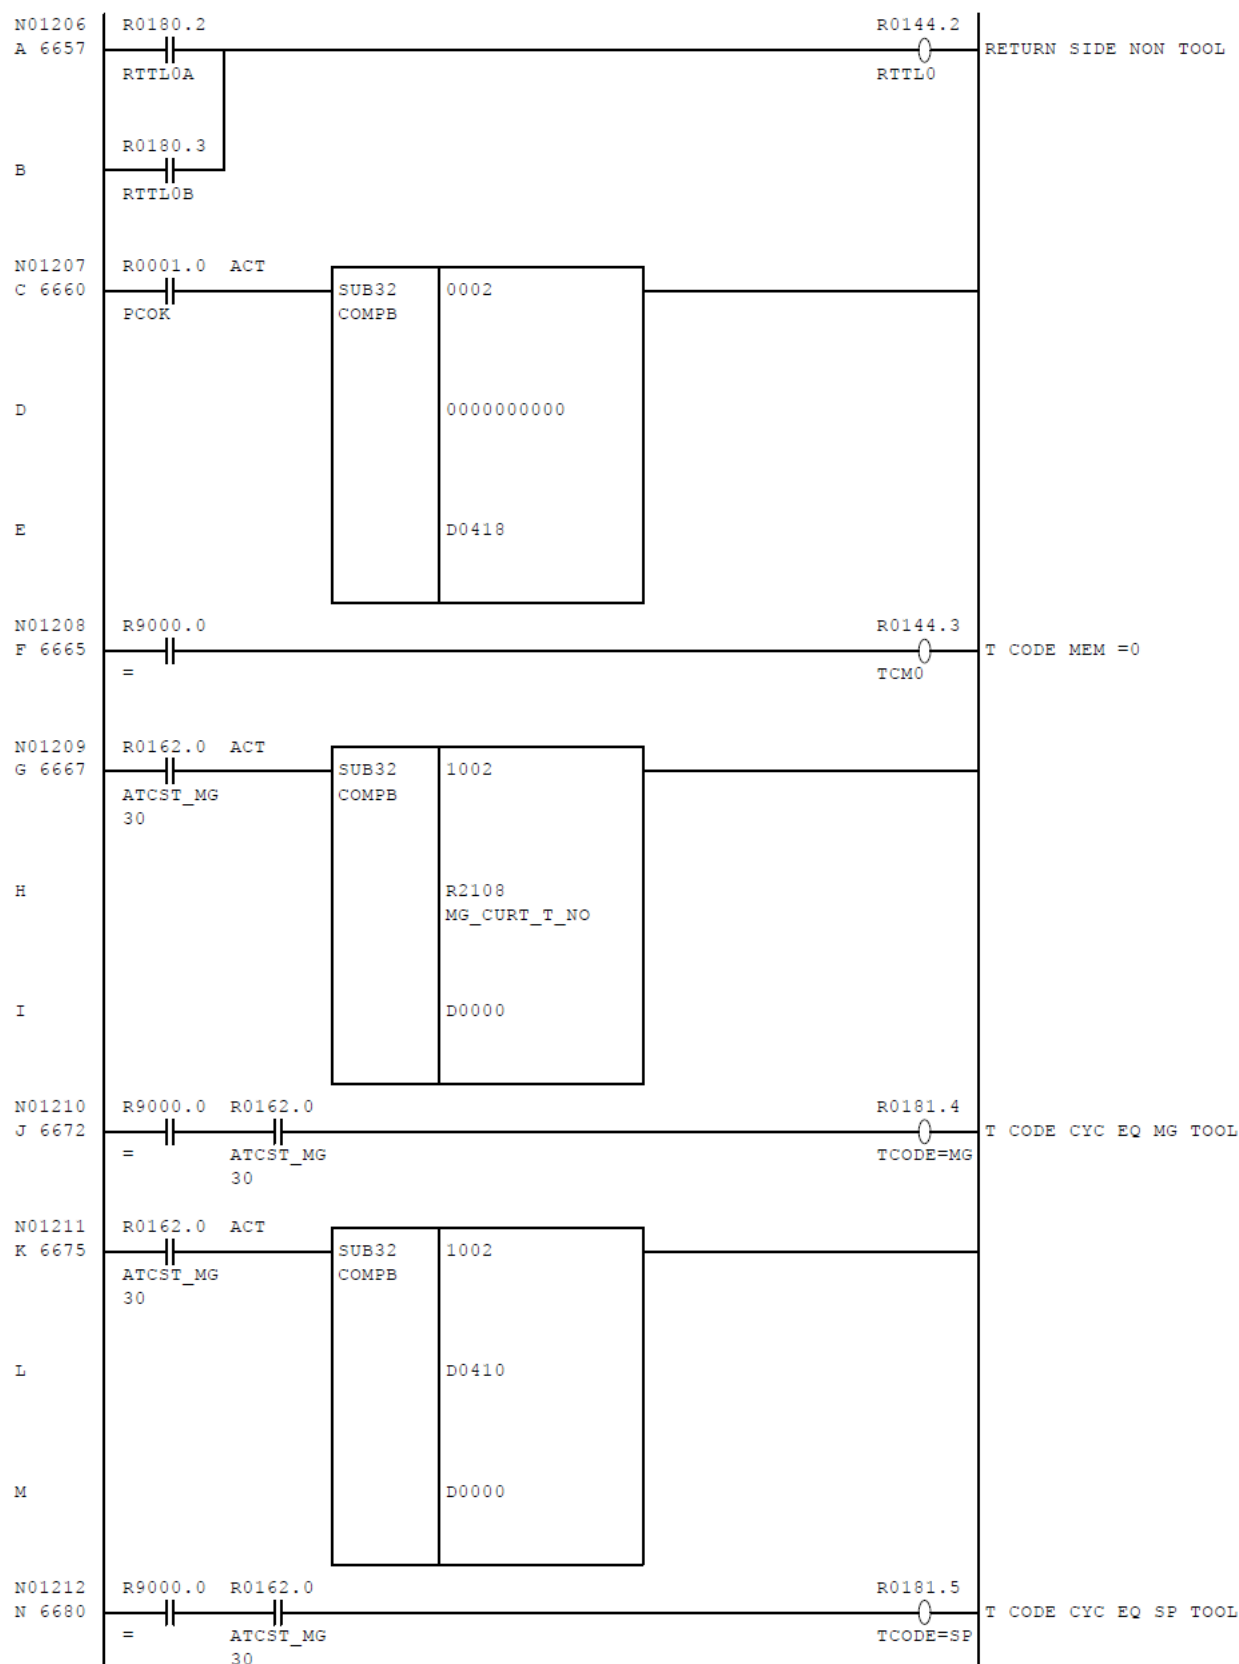 N01206 R0180.2 R0144.2
A 6657 RETURN SIDE NON TOOL
RTTL0A RTTL0
R0180.3
B
RTTL0B
N01207 R0001.0 ACT
C 6660 SUB32 0002
PCOK COMPB
D 0000000000
E D0418
N01208 R9000.0 R0144.3
F 6665 T CODE MEM =0
= TCM0
N01209 R0162.0 ACT
G 6667 SUB32 1002
ATCST_MG COMPB
30
H R2108
MG_CURT_T_NO
I D0000
N01210 R9000.0 R0162.0 R0181.4
J 6672 T CODE CYC EQ MG TOOL
= ATCST_MG TCODE=MG
30
N01211 R0162.0 ACT
K 6675 SUB32 1002
ATCST_MG COMPB
30
L D0410
M D0000
N01212 R9000.0 R0162.0 R0181.5
N 6680 T CODE CYC EQ SP TOOL
= ATCST_MG TCODE=SP
30